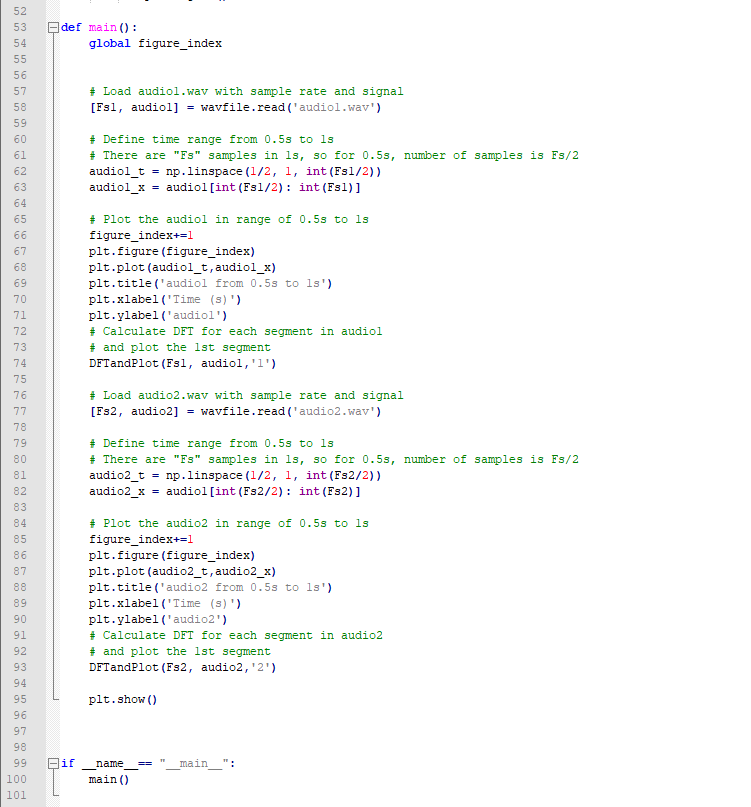 52
53 def main():
54 global figure_index
55
56
57 # Load audio1.wav with sample rate and signal
58 [Fs1, audio1] = wavfile.read('audio1.wav')
59
60 # Define time range from 0.5s to 1s
61 # There are "Fs" samples in 1s, so for 0.5s, number of samples is Fs/2
62 audio1_t = np.linspace(1/2, 1, int(Fs1/2))
63 audio1_x = audio1[int(Fs1/2): int(Fs1)]
64
65 # Plot the audio1 in range of 0.5s to 1s
66 figure_index+=1
67 plt.figure(figure_index)
68 plt.plot(audio1_t,audio1_x)
69 plt.title('audio1 from 0.5s to 1s')
70 plt.xlabel('Time (s)')
71 plt.ylabel('audio1')
72 # Calculate DFT for each segment in audio1
73 # and plot the 1st segment
74 DFTandPlot(Fs1, audio1,'1')
75
76 # Load audio2.wav with sample rate and signal
77 [Fs2, audio2] = wavfile.read('audio2.wav')
78
79 # Define time range from 0.5s to 1s
80 # There are "Fs" samples in 1s, so for 0.5s, number of samples is Fs/2
81 audio2_t = np.linspace(1/2, 1, int(Fs2/2))
82 audio2_x = audio1[int(Fs2/2): int(Fs2)]
83
84 # Plot the audio2 in range of 0.5s to 1s
85 figure_index+=1
86 plt.figure(figure_index)
87 plt.plot(audio2_t,audio2_x)
88 plt.title('audio2 from 0.5s to 1s')
89 plt.xlabel('Time (s)')
90 plt.ylabel('audio2')
91 # Calculate DFT for each segment in audio2
92 # and plot the 1st segment
93 DFTandPlot(Fs2, audio2,'2')
94
95 plt.show()
96
97
98
99 if __name__== "__main__":
100 main()
101